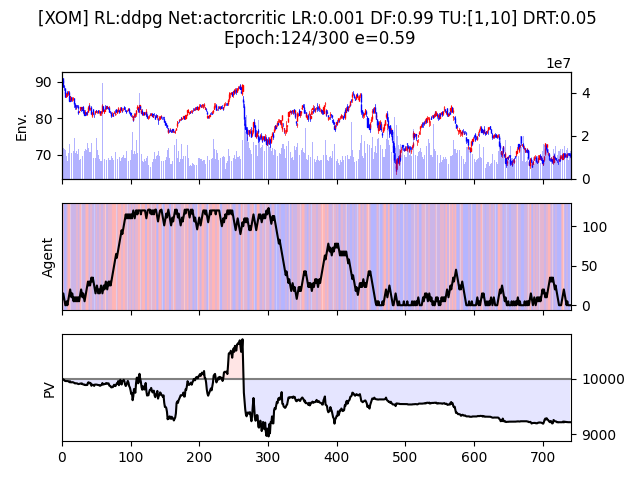 [XOM] RL:ddpg Net:actorcritic LR:0.001 DF:0.99 TU:[1,10] DRT:0.05
Epoch:124/300 e=0.59
1e7
90
80
70
Env.
4
2
0
Agent
100
50
0
PV
10000
9000
0 100 200 300 400 500 600 700